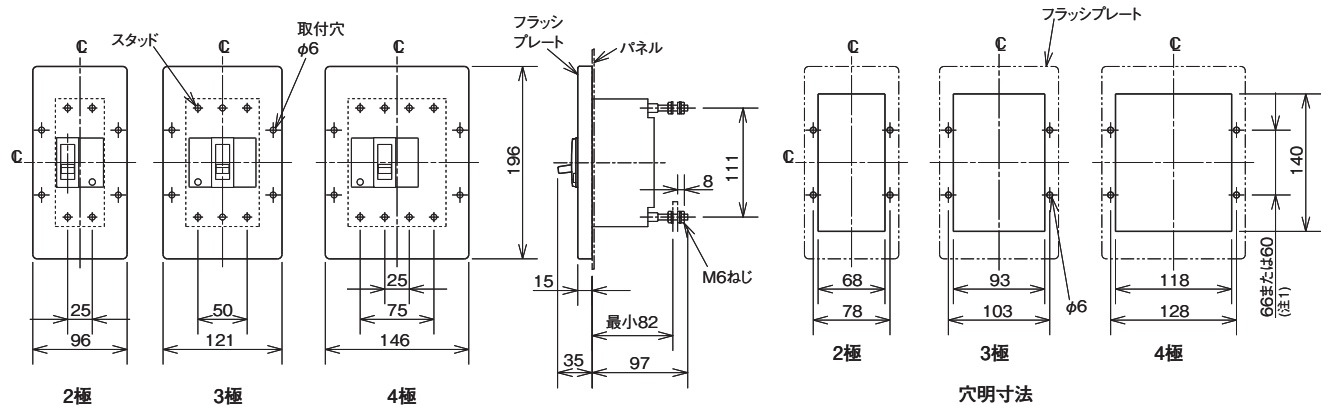 ℄
スタッド
℄
取付穴
φ6
℄
フラッシ
プレート
パネル
℄
196
111
8
M6ねじ
25
96
50
121
25
75
146
15
最小82
35
97
2極
3極
4極
フラッシプレート
℄
℄
℄
℄
140
66または60
(注1)
68
78
93
103
φ6
118
128
2極
3極
4極
穴明寸法